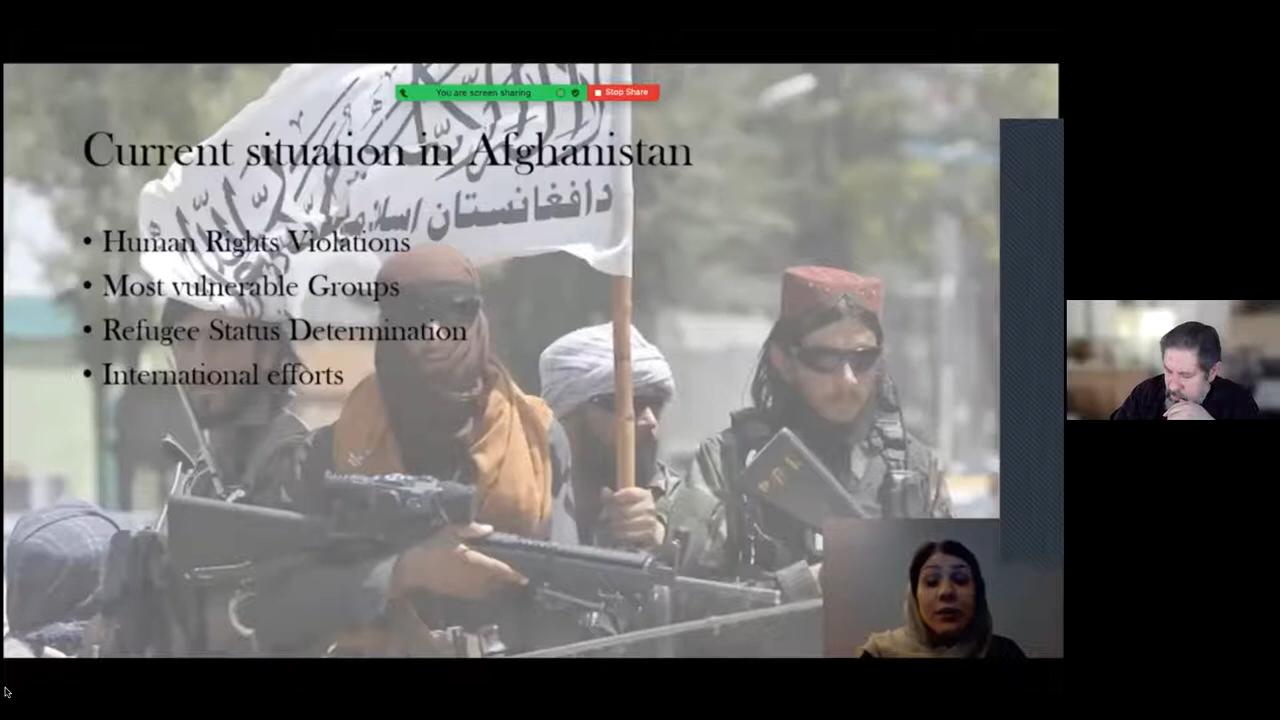 You are screen sharing Stop Share
Current situation in Afghanistan
دافغانستان اسلامي
• Human Rights Violations
• Most vulnerable Groups
• Refugee Status Determination
• International efforts